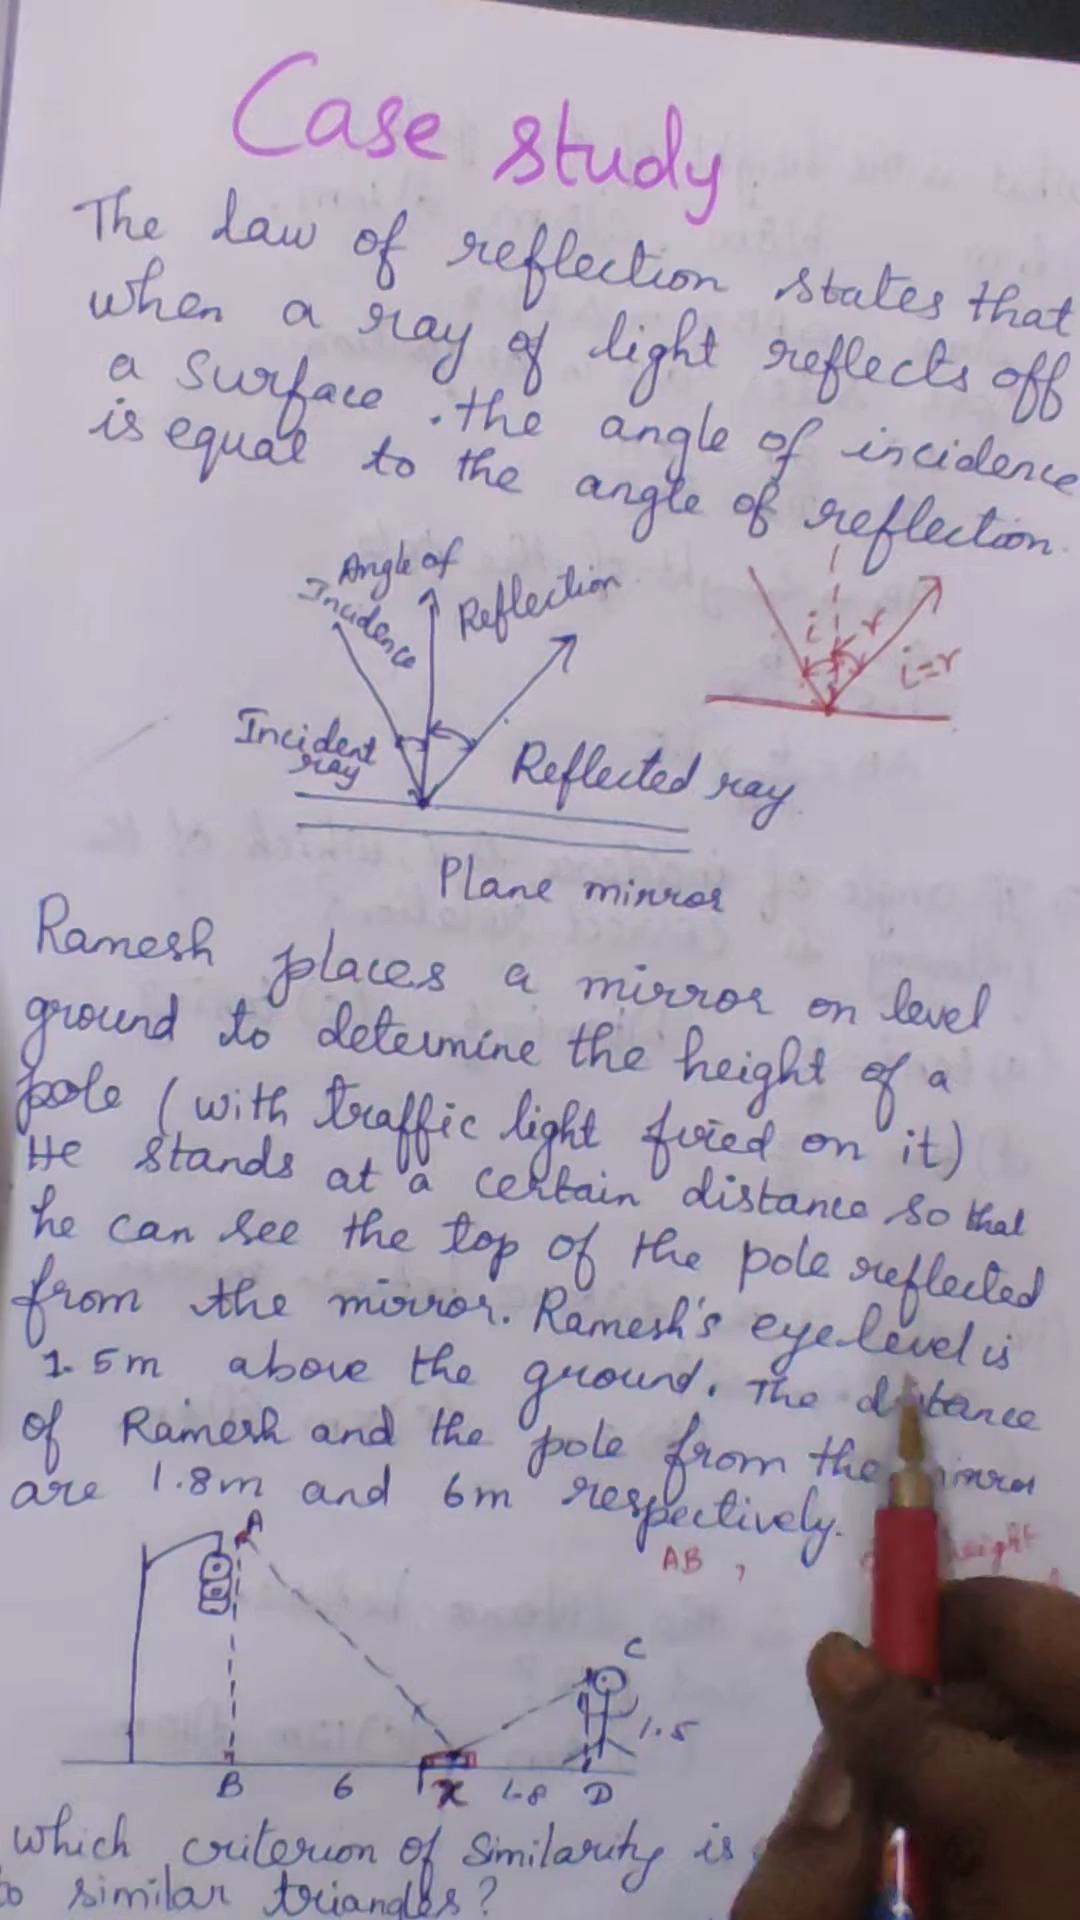 Case study
The law of reflection states that
when a ray of light reflects off
a surface. the angle of incidence
is equal to the angle of reflection.
Angle of
Incidence
Reflection
i r
i=r
Incident
ray
Reflected ray
Plane mirror
Ramesh places a mirror on level
ground to determine the height of a
pole (with traffic light fired on it)
He stands at a certain distance so that
he can see the top of the pole reflected
from the mirror. Ramesh's eye level is
1.5m above the ground. The distance
of Ramesh and the pole from the mirror
are 1.8m and 6m respectively.
AB,
A
C
1.5
B 6 X 1.8 D
which criterion of Similarity is
to similar triangles?